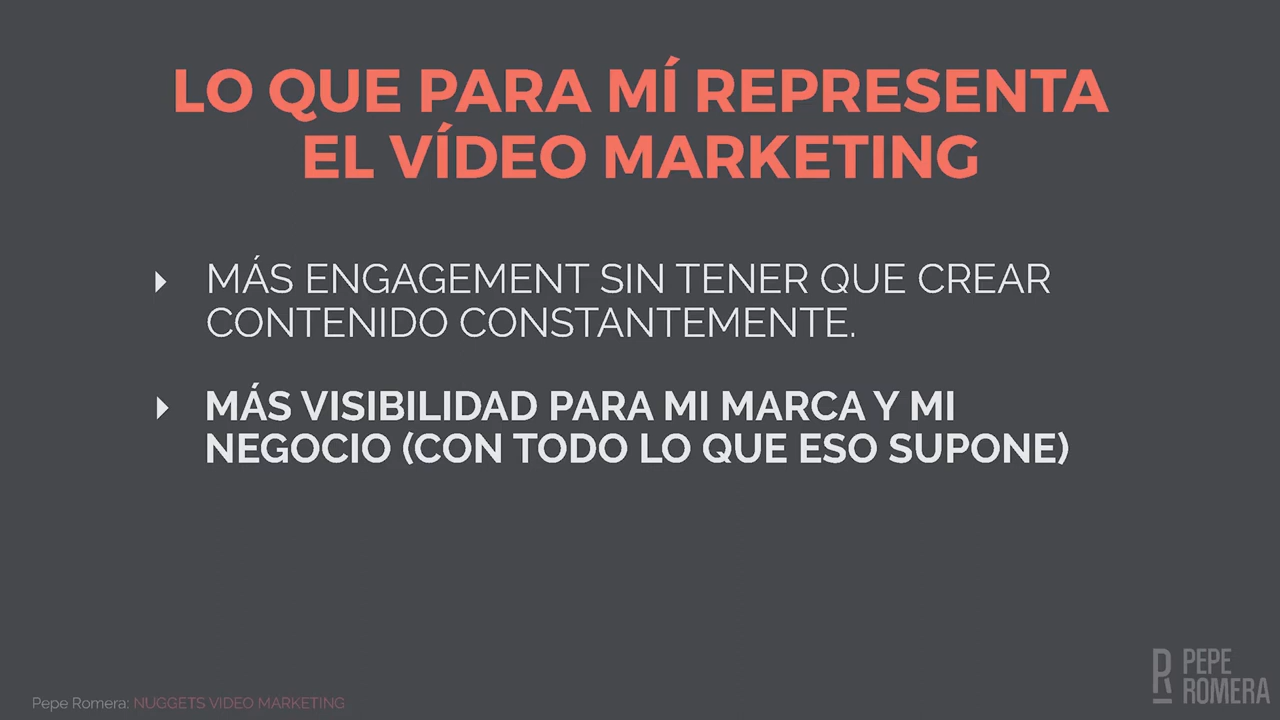 LO QUE PARA MÍ REPRESENTA
EL VÍDEO MARKETING
MÁS ENGAGEMENT SIN TENER QUE CREAR
CONTENIDO CONSTANTEMENTE.
MÁS VISIBILIDAD PARA MI MARCA Y MI
NEGOCIO (CON TODO LO QUE ESO SUPONE)
Pepe Romera: NUGGETS VIDEO MARKETING
R PEPE
ROMERA